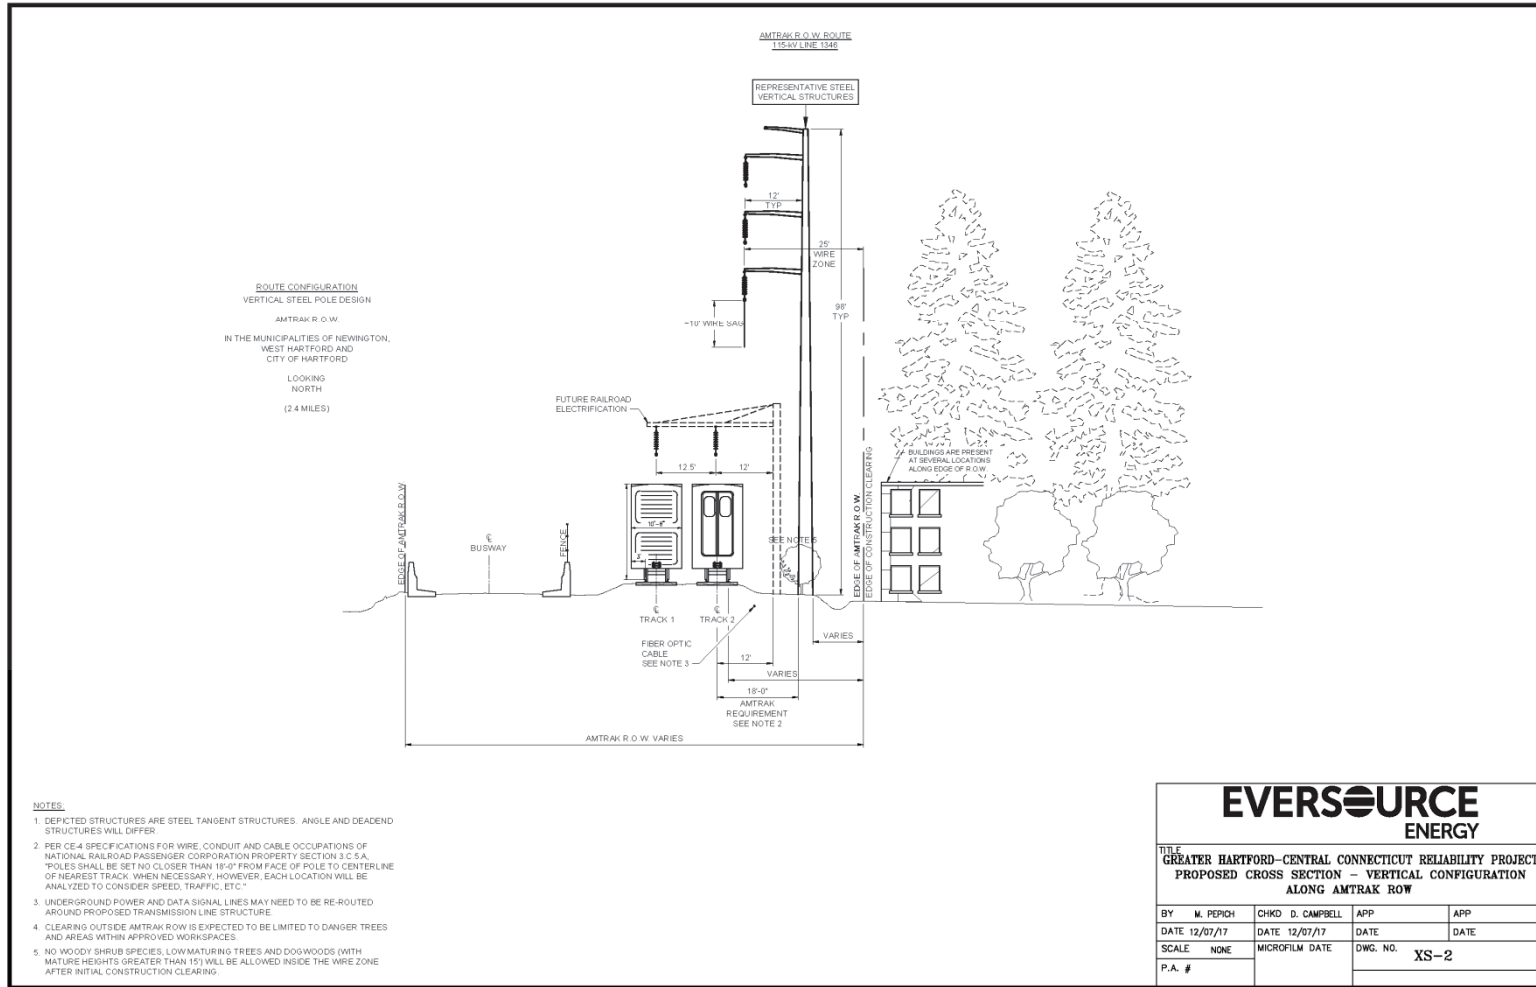 AMTRAK R.O.W. ROUTE
115-kV LINE 1346
REPRESENTATIVE STEEL
VERTICAL STRUCTURES
12'
TYP
25'
WIRE
ZONE
98'
TYP
~10' WIRE SAG
ROUTE CONFIGURATION
VERTICAL STEEL POLE DESIGN
AMTRAK R.O.W.
IN THE MUNICIPALITIES OF NEWINGTON,
WEST HARTFORD AND
CITY OF HARTFORD
LOOKING
NORTH
(2.4 MILES)
FUTURE RAILROAD
ELECTRIFICATION
12.5'
12'
BUILDINGS ARE PRESENT
AT SEVERAL LOCATIONS
ALONG EDGE OF R.O.W.
EDGE OF AMTRAK R.O.W.
BUSWAY
FENCE
10'-8"
3'
SEE NOTE 5
EDGE OF AMTRAK R.O.W.
EDGE OF CONSTRUCTION CLEARING
TRACK 1
TRACK 2
FIBER OPTIC
CABLE
SEE NOTE 3
12'
VARIES
VARIES
18'-0"
AMTRAK
REQUIREMENT
SEE NOTE 2
AMTRAK R.O.W. VARIES
NOTES:
1. DEPICTED STRUCTURES ARE STEEL TANGENT STRUCTURES. ANGLE AND DEADEND
STRUCTURES WILL DIFFER.
2. PER CE-4 SPECIFICATIONS FOR WIRE, CONDUIT AND CABLE OCCUPATIONS OF
NATIONAL RAILROAD PASSENGER CORPORATION PROPERTY SECTION 3.C.5.A,
"POLES SHALL BE SET NO CLOSER THAN 18'-0" FROM FACE OF POLE TO CENTERLINE
OF NEAREST TRACK. WHEN NECESSARY, HOWEVER, EACH LOCATION WILL BE
ANALYZED TO CONSIDER SPEED, TRAFFIC, ETC."
3. UNDERGROUND POWER AND DATA SIGNAL LINES MAY NEED TO BE RE-ROUTED
AROUND PROPOSED TRANSMISSION LINE STRUCTURE.
4. CLEARING OUTSIDE AMTRAK ROW IS EXPECTED TO BE LIMITED TO DANGER TREES
AND AREAS WITHIN APPROVED WORKSPACES.
5. NO WOODY SHRUB SPECIES, LOW MATURING TREES AND DOGWOODS (WITH
MATURE HEIGHTS GREATER THAN 15') WILL BE ALLOWED INSIDE THE WIRE ZONE
AFTER INITIAL CONSTRUCTION CLEARING.
EVERSOURCE
ENERGY
TITLE
GREATER HARTFORD-CENTRAL CONNECTICUT RELIABILITY PROJECT
PROPOSED CROSS SECTION - VERTICAL CONFIGURATION
ALONG AMTRAK ROW
BY M. PEPICH CHKD D. CAMPBELL APP APP
DATE 12/07/17 DATE 12/07/17 DATE DATE
SCALE NONE MICROFILM DATE DWG. NO. XS-2
P.A. #